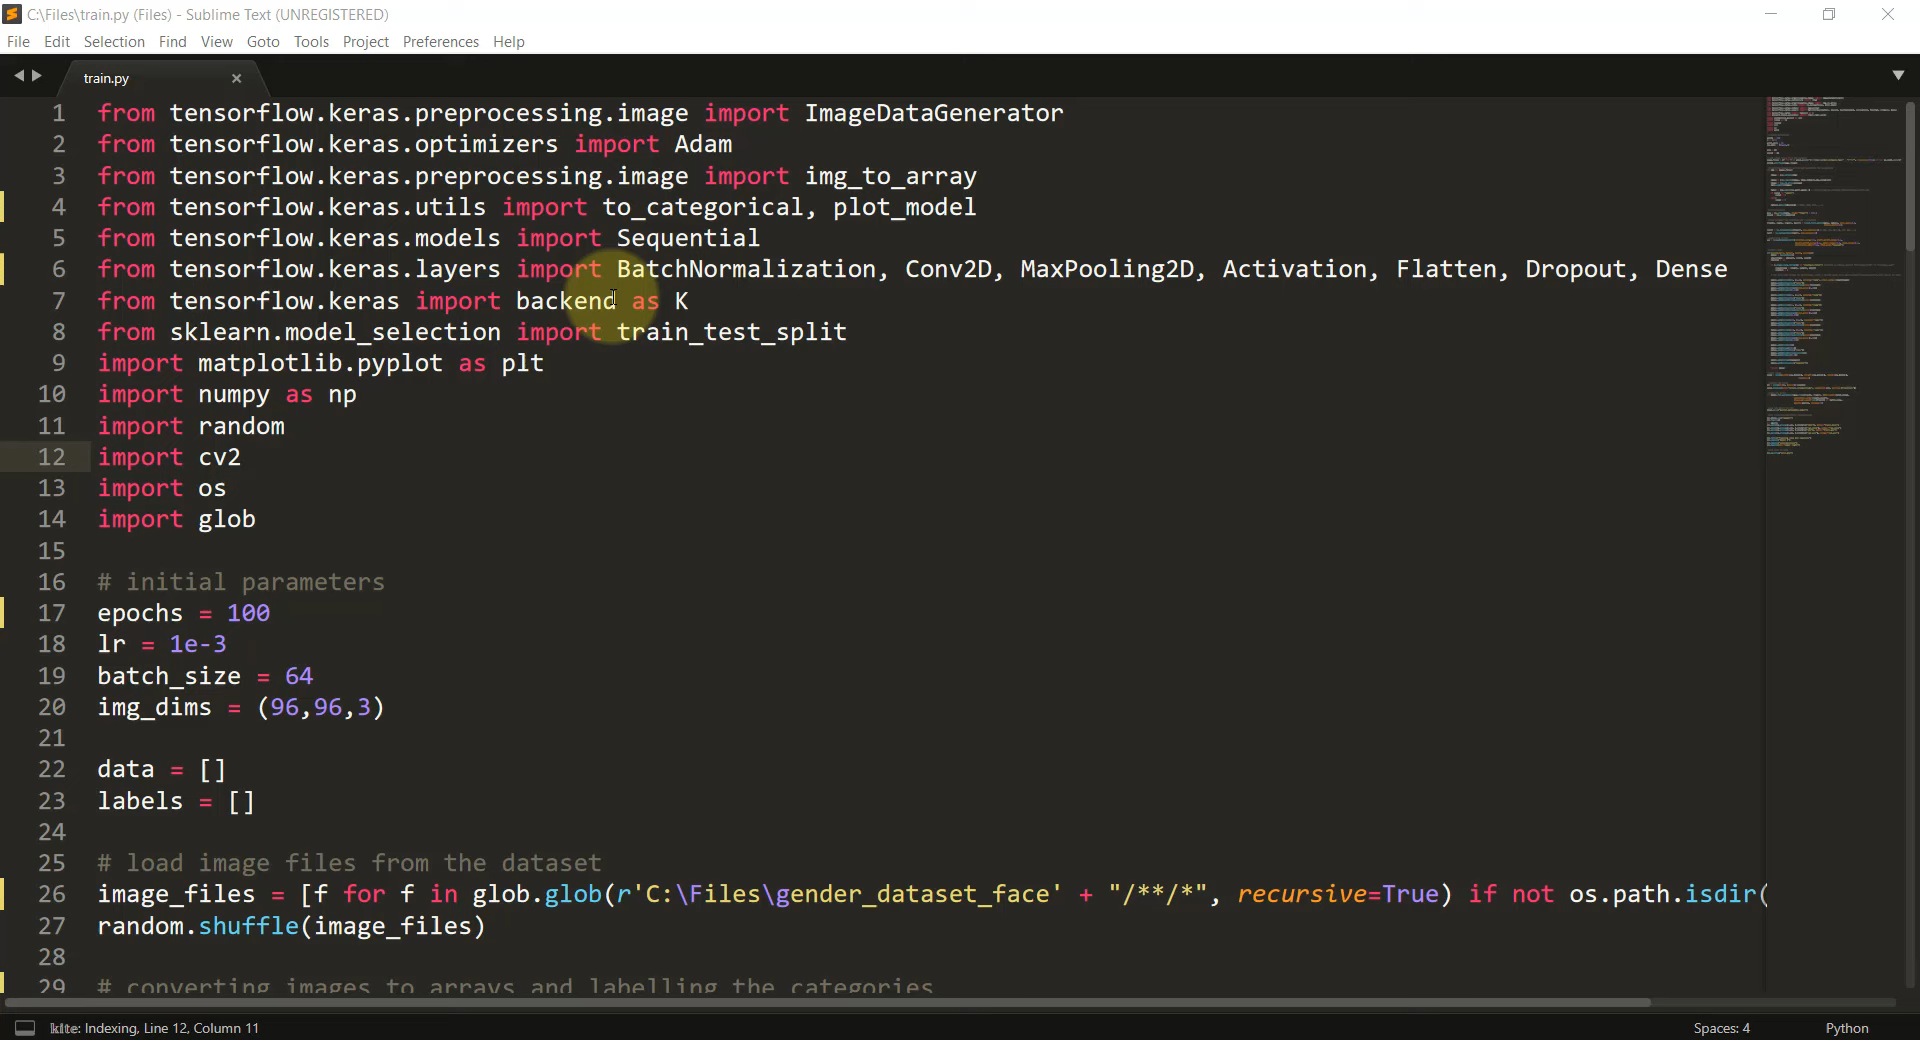 C:\Files\train.py (Files) - Sublime Text (UNREGISTERED)
File Edit Selection Find View Goto Tools Project Preferences Help
train.py
1 from tensorflow.keras.preprocessing.image import ImageDataGenerator
2 from tensorflow.keras.optimizers import Adam
3 from tensorflow.keras.preprocessing.image import img_to_array
4 from tensorflow.keras.utils import to_categorical, plot_model
5 from tensorflow.keras.models import Sequential
6 from tensorflow.keras.layers import BatchNormalization, Conv2D, MaxPooling2D, Activation, Flatten, Dropout, Dense
7 from tensorflow.keras import backend as K
8 from sklearn.model_selection import train_test_split
9 import matplotlib.pyplot as plt
10 import numpy as np
11 import random
12 import cv2
13 import os
14 import glob
15
16 # initial parameters
17 epochs = 100
18 lr = 1e-3
19 batch_size = 64
20 img_dims = (96,96,3)
21
22 data = []
23 labels = []
24
25 # load image files from the dataset
26 image_files = [f for f in glob.glob(r'C:\Files\gender_dataset_face' + "/**/*", recursive=True) if not os.path.isdir(
27 random.shuffle(image_files)
28
29 # converting images to arrays and labelling the categories
kite: Indexing, Line 12, Column 11 Spaces: 4 Python